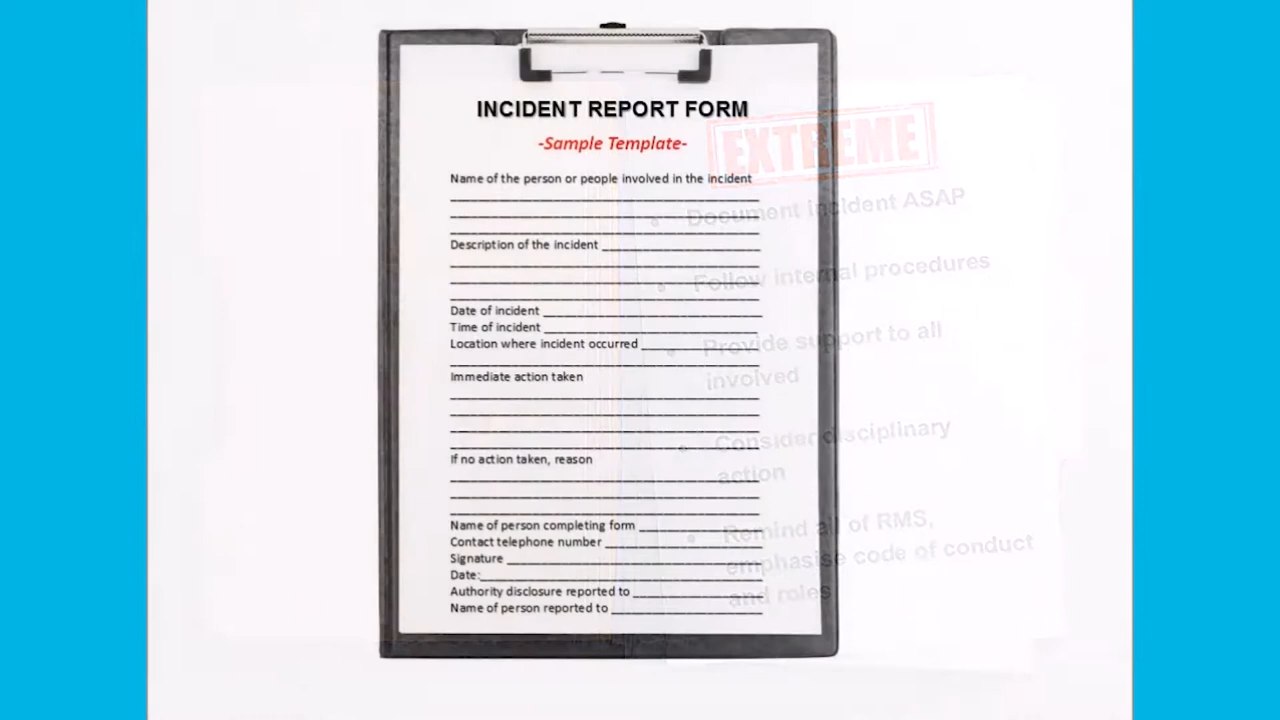 INCIDENT REPORT FORM
-Sample Template-
Name of the person or people involved in the incident
Description of the incident
Date of incident
Time of incident
Location where incident occurred
Immediate action taken
If no action taken, reason
Name of person completing form
Contact telephone number
Signature
Date:
Authority disclosure reported to
Name of person reported to
EXTREME
Document incident ASAP
Follow internal procedures
Provide support to all
involved
Consider disciplinary
action
Remind all of RMS,
emphasise code of conduct
and roles